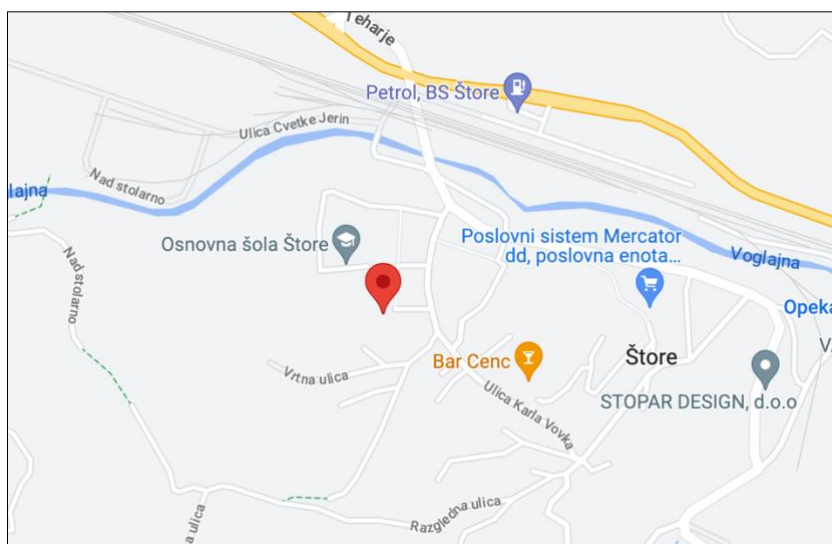 Teharje
Petrol, BS Štore
Ulica Cvetke Jerin
Nad stolarno
lajna
Osnovna šola Štore
Poslovni sistem Mercator
dd, poslovna enota...
Voglajna
Nad stolarno
Opeka
Bar Cenc
Štore
Vrtna ulica
Ulica Karla Vovka
STOPAR DESIGN, d.o.o
Razgledna ulica
a ulica